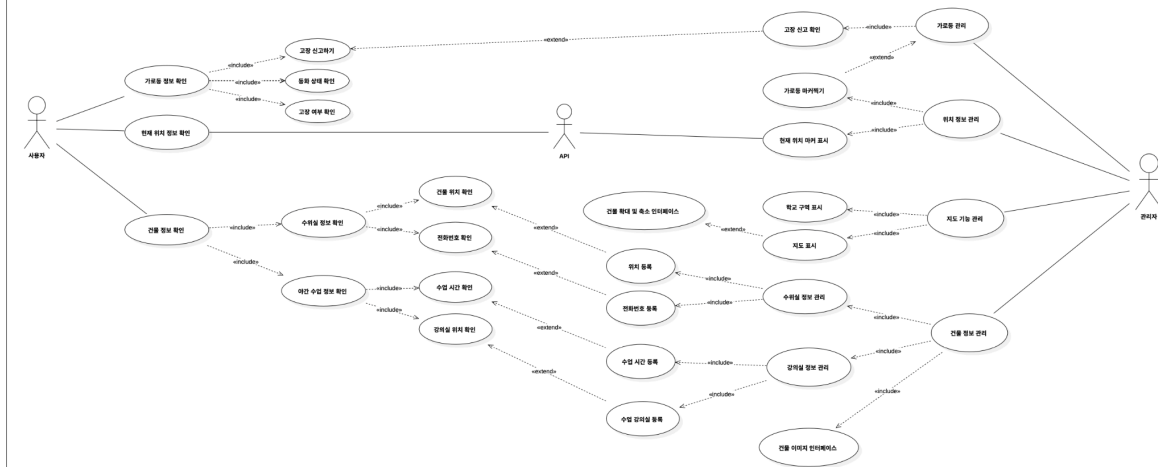 가로등 관리
고장 신고 확인
«include»
«extend»
고장 신고하기
«include»
«extend»
가로등 정보 확인
«include»
점화 상태 확인
«include»
고장 여부 확인
가로등 마커찍기
«include»
위치 정보 관리
«include»
현재 위치 정보 확인
현재 위치 마커 표시
사용자
API
관리자
건물 위치 확인
«include»
건물 정보 확인
«include»
수위실 정보 확인
«include»
전화번호 확인
«include»
야간 수업 정보 확인
«include»
수업 시간 확인
«include»
강의실 위치 확인
건물 확대 및 축소 인터페이스
«extend»
학교 구역 표시
«include»
지도 기능 관리
«include»
지도 표시
«extend»
위치 등록
«include»
«extend»
전화번호 등록
«include»
수위실 정보 관리
«include»
건물 정보 관리
«extend»
수업 시간 등록
«include»
강의실 정보 관리
«include»
«extend»
수업 강의실 등록
«include»
«include»
건물 이미지 인터페이스